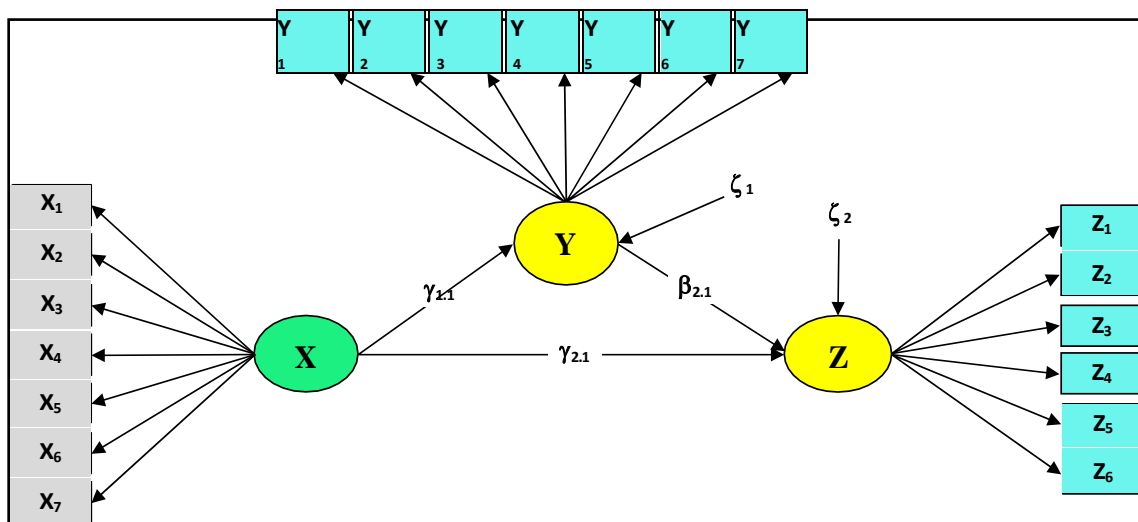 Y₁ Y₂ Y₃ Y₄ Y₅ Y₆ Y₇
X₁
X₂
X₃
X₄
X₅
X₆
X₇
ζ₁
Y
ζ₂
γ₁.₁
β₂.₁
X
γ₂.₁
Z
Z₁
Z₂
Z₃
Z₄
Z₅
Z₆